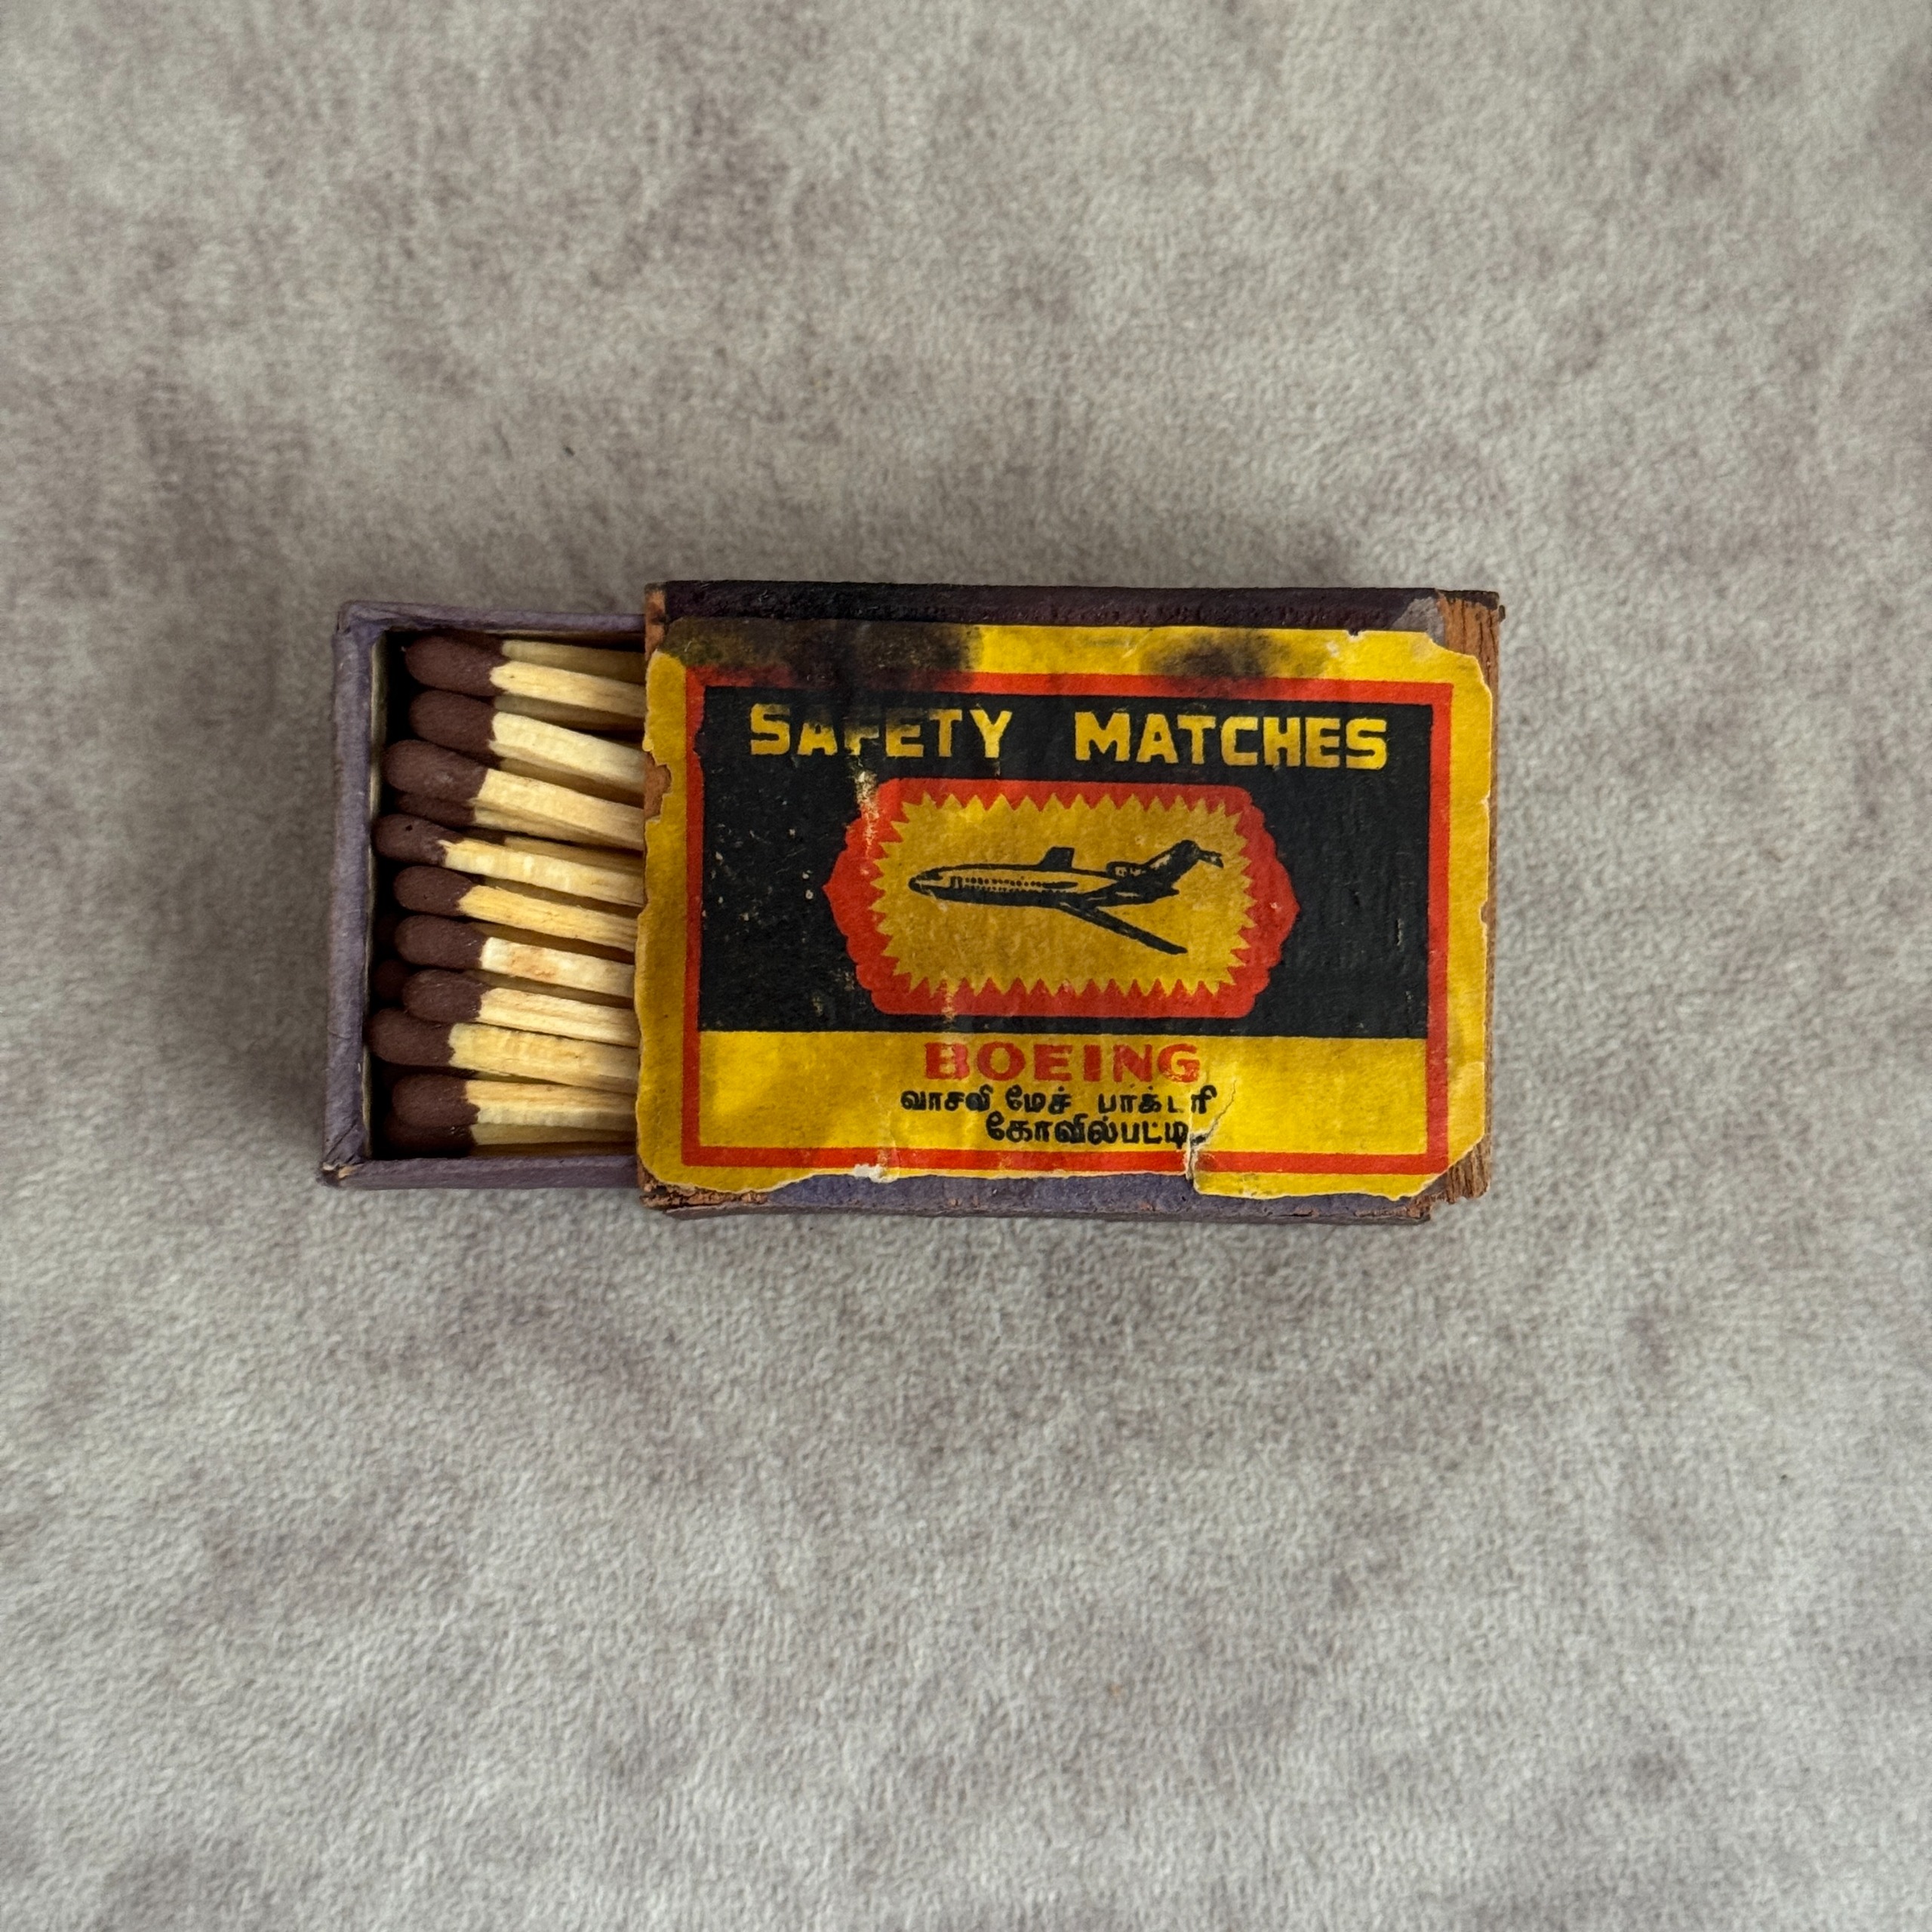 SAFETY MATCHES
BOEING
வாசவி மேச் பாக்டரி
கோவில்பட்டி